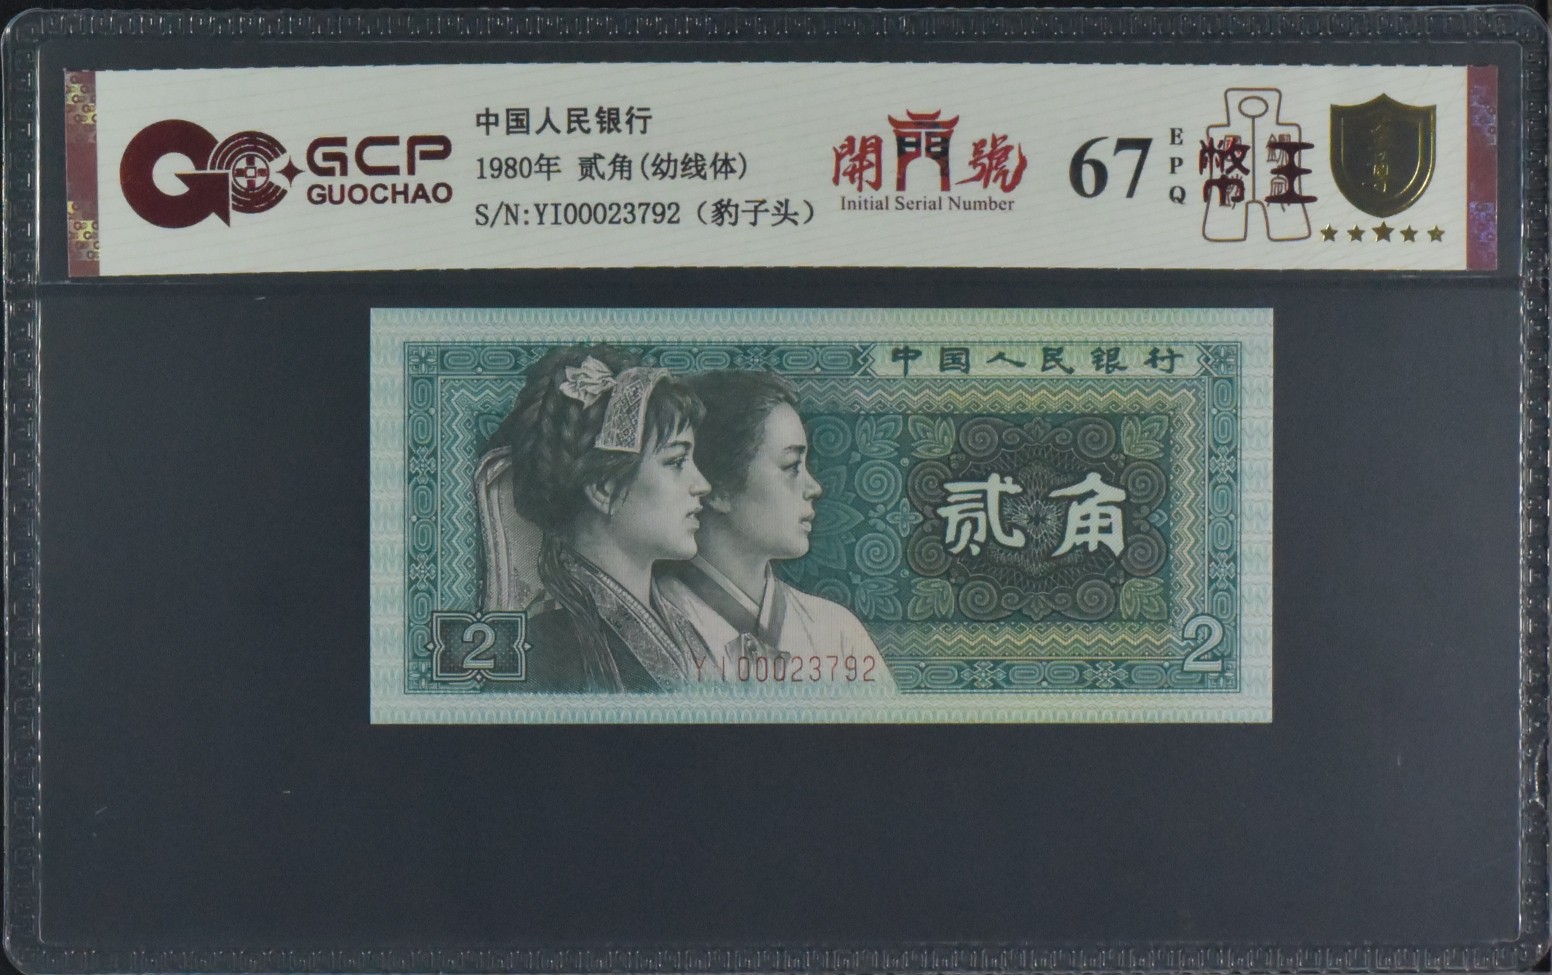 GCP
GUOCHAO
中国人民银行
1980年 贰角(幼线体)
S/N:YI00023792（豹子头）
開門號
Initial Serial Number
67
EPQ
幣王
中国人民银行
贰角
2
YI00023792
2